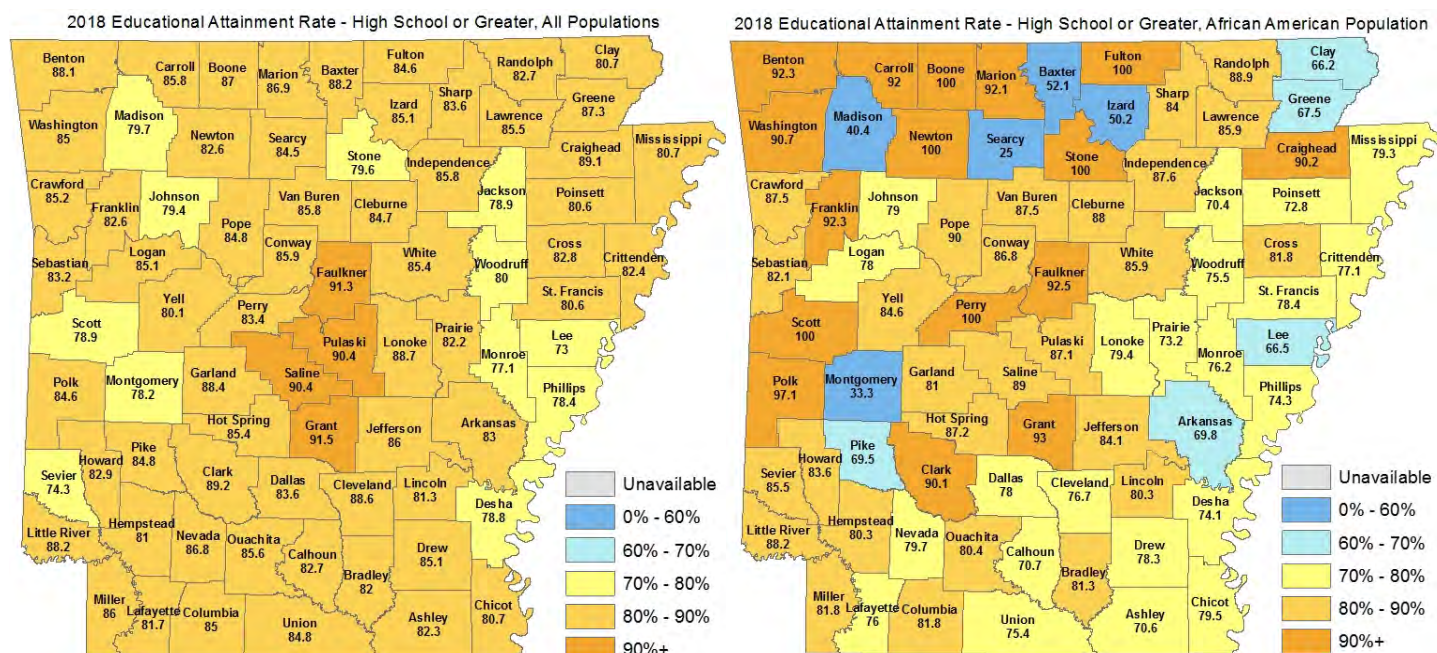 2018 Educational Attainment Rate - High School or Greater, All Populations
Benton
88.1
Carroll
85.8
Boone
87
Marion
86.9
Baxter
88.2
Fulton
84.6
Randolph
82.7
Clay
80.7
Washington
85
Madison
79.7
Newton
82.6
Searcy
84.5
Stone
79.6
Izard
85.1
Sharp
83.6
Lawrence
85.5
Greene
87.3
Independence
85.8
Craighead
89.1
Mississippi
80.7
Crawford
85.2
Franklin
82.6
Johnson
79.4
Pope
84.8
Van Buren
85.8
Cleburne
84.7
Jackson
78.9
Poinsett
80.6
Sebastian
83.2
Logan
85.1
Conway
85.9
Faulkner
91.3
White
85.4
Woodruff
80
Cross
82.8
Crittenden
82.4
St. Francis
80.6
Scott
78.9
Yell
80.1
Perry
83.4
Pulaski
90.4
Lonoke
88.7
Prairie
82.2
Monroe
77.1
Lee
73
Phillips
78.4
Polk
84.6
Montgomery
78.2
Garland
88.4
Saline
90.4
Hot Spring
85.4
Grant
91.5
Jefferson
86
Arkansas
83
Sevier
74.3
Howard
82.9
Pike
84.8
Clark
89.2
Dallas
83.6
Cleveland
88.6
Lincoln
81.3
Desha
78.8
Little River
88.2
Hempstead
81
Nevada
86.8
Ouachita
85.6
Calhoun
82.7
Bradley
82
Drew
85.1
Miller
86
Lafayette
81.7
Columbia
85
Union
84.8
Ashley
82.3
Chicot
80.7
Unavailable
0% - 60%
60% - 70%
70% - 80%
80% - 90%
90%+
2018 Educational Attainment Rate - High School or Greater, African American Population
Benton
92.3
Carroll
92
Boone
100
Marion
92.1
Baxter
52.1
Fulton
100
Randolph
88.9
Clay
66.2
Washington
90.7
Madison
40.4
Newton
100
Searcy
25
Stone
100
Izard
50.2
Sharp
84
Lawrence
85.9
Greene
67.5
Independence
87.6
Craighead
90.2
Mississippi
79.3
Crawford
87.5
Franklin
92.3
Johnson
79
Pope
90
Van Buren
87.5
Cleburne
88
Jackson
70.4
Poinsett
72.8
Sebastian
82.1
Logan
78
Conway
86.8
Faulkner
92.5
White
85.9
Woodruff
75.5
Cross
81.8
Crittenden
77.1
St. Francis
78.4
Scott
100
Yell
84.6
Perry
100
Pulaski
87.1
Lonoke
79.4
Prairie
73.2
Monroe
76.2
Lee
66.5
Phillips
74.3
Polk
97.1
Montgomery
33.3
Garland
81
Saline
89
Hot Spring
87.2
Grant
93
Jefferson
84.1
Arkansas
69.8
Sevier
85.5
Howard
83.6
Pike
69.5
Clark
90.1
Dallas
78
Cleveland
76.7
Lincoln
80.3
Desha
74.1
Little River
88.2
Hempstead
80.3
Nevada
79.7
Ouachita
80.4
Calhoun
70.7
Bradley
81.3
Drew
78.3
Miller
81.8
Lafayette
76
Columbia
81.8
Union
75.4
Ashley
70.6
Chicot
79.5
Unavailable
0% - 60%
60% - 70%
70% - 80%
80% - 90%
90%+